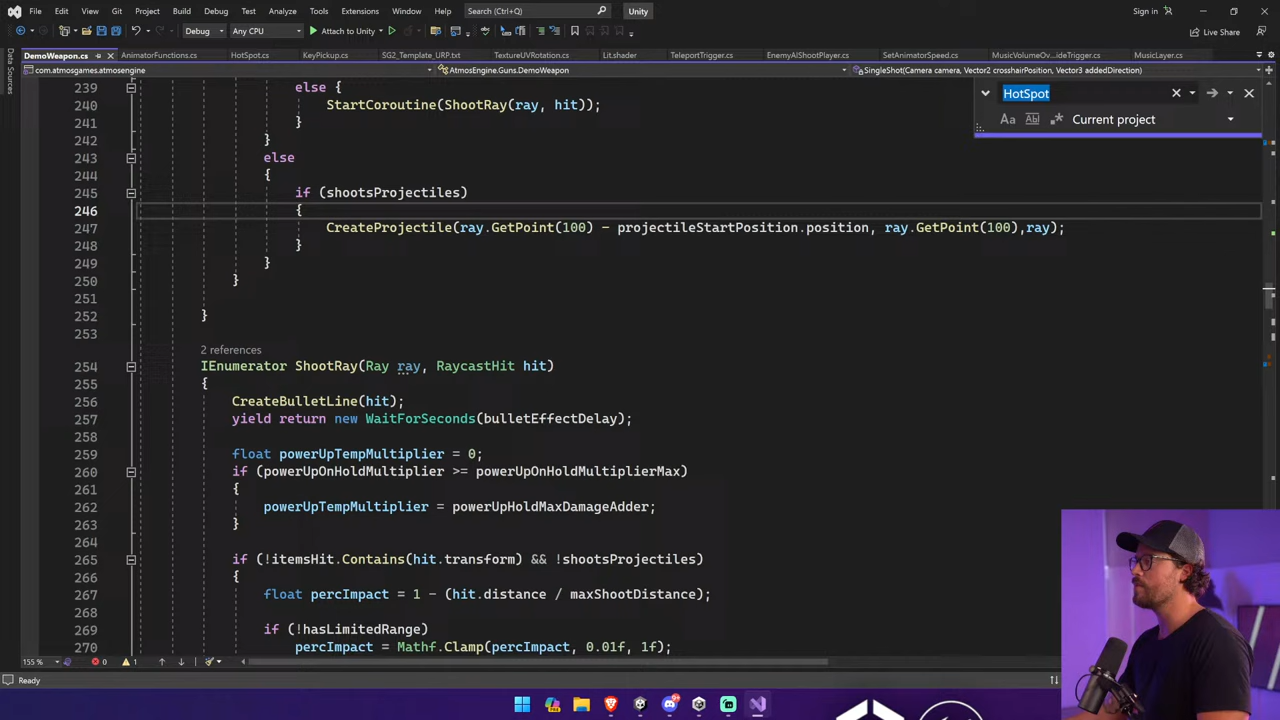 File Edit View Git Project Build Debug Test Analyze Tools Extensions Window Help Search (Ctrl+Q) Unity Sign in
Debug Any CPU Attach to Unity Live Share
Data Sources
DemoWeapon.cs AnimatorFunctions.cs HotSpot.cs KeyPickup.cs SG2_Template_URP.txt TextureUVRotation.cs Lit.shader TeleportTrigger.cs EnemyAIShootPlayer.cs SetAnimatorSpeed.cs MusicVolumeOv...ideTrigger.cs MusicLayer.cs
com.atmosgames.atmosengine AtmosEngine.Guns.DemoWeapon SingleShot(Camera camera, Vector2 crosshairPosition, Vector3 addedDirection)
HotSpot
Aa Ab Current project
239 else {
240 StartCoroutine(ShootRay(ray, hit));
241 }
242 }
243 else
244 {
245 if (shootsProjectiles)
246 {
247 CreateProjectile(ray.GetPoint(100) - projectileStartPosition.position, ray.GetPoint(100),ray);
248 }
249 }
250 }
251
252 }
253
2 references
254 IEnumerator ShootRay(Ray ray, RaycastHit hit)
255 {
256 CreateBulletLine(hit);
257 yield return new WaitForSeconds(bulletEffectDelay);
258
259 float powerUpTempMultiplier = 0;
260 if (powerUpOnHoldMultiplier >= powerUpOnHoldMultiplierMax)
261 {
262 powerUpTempMultiplier = powerUpHoldMaxDamageAdder;
263 }
264
265 if (!itemsHit.Contains(hit.transform) && !shootsProjectiles)
266 {
267 float percImpact = 1 - (hit.distance / maxShootDistance);
268
269 if (!hasLimitedRange)
270 percImpact = Mathf.Clamp(percImpact, 0.01f, 1f);
155 % 0 1
Ready